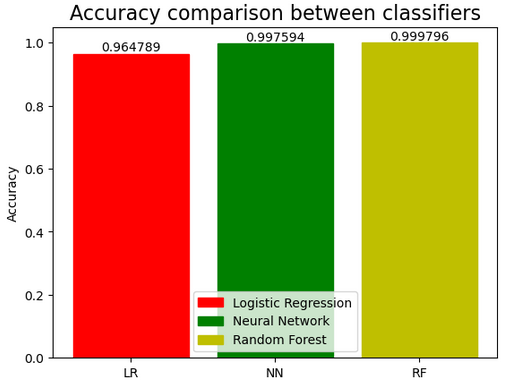 Accuracy comparison between classifiers
0.964789
0.997594
0.999796
1.0
0.8
0.6
0.4
0.2
0.0
Accuracy
Logistic Regression
Neural Network
Random Forest
LR
NN
RF